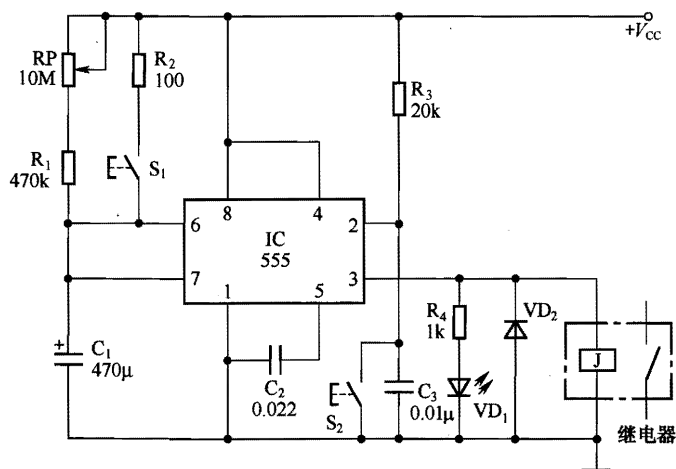 +V_CC
RP
10M
R₂
100
R₃
20k
R₁
470k
S₁
6
8
4
2
IC
555
7
1
5
3
R₄
1k
VD₂
+
C₁
470μ
C₂
0.022
S₂
C₃
0.01μ
VD₁
J
继电器